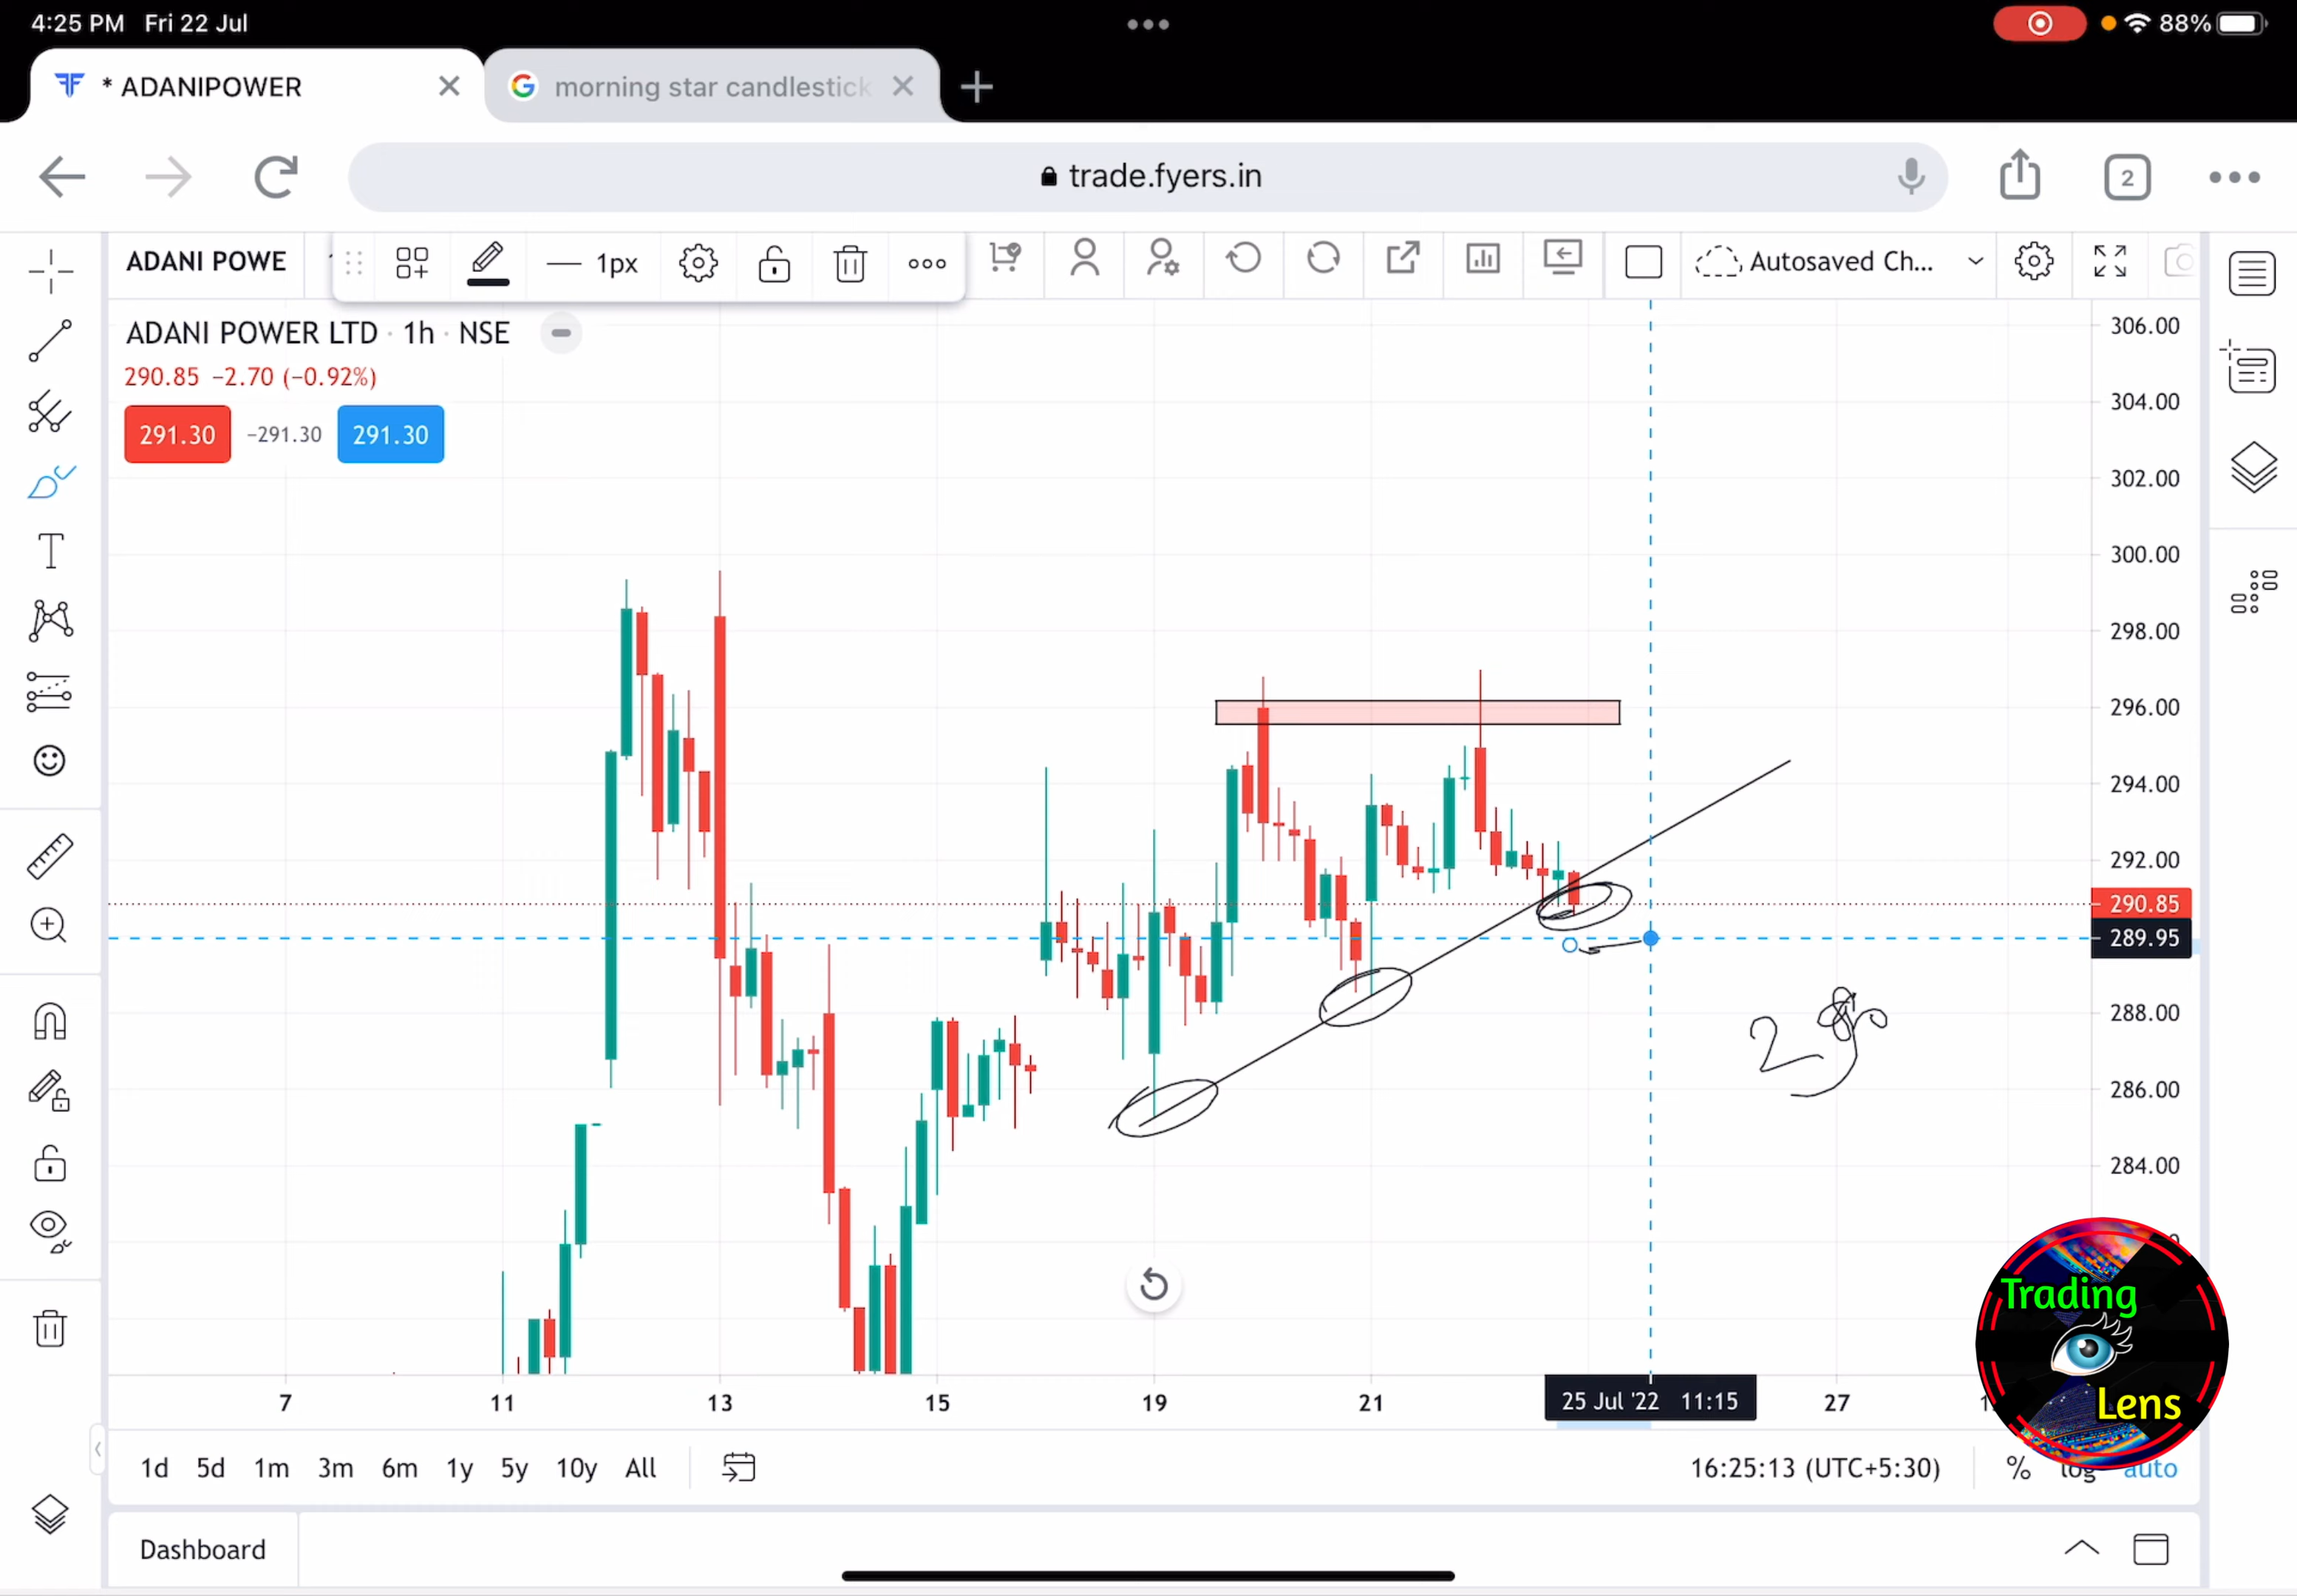 4:25 PM Fri 22 Jul
88%
* ADANIPOWER
morning star candlestick
trade.fyers.in
2
ADANI POWE
1px
Autosaved Ch...
ADANI POWER LTD · 1h · NSE
290.85 −2.70 (−0.92%)
291.30 −291.30 291.30
306.00
304.00
302.00
300.00
298.00
296.00
294.00
292.00
290.85
289.95
288.00
286.00
284.00
Trading
Lens
7 11 13 15 19 21 25 Jul '22 11:15 27
1d 5d 1m 3m 6m 1y 5y 10y All
16:25:13 (UTC+5:30) % log auto
Dashboard